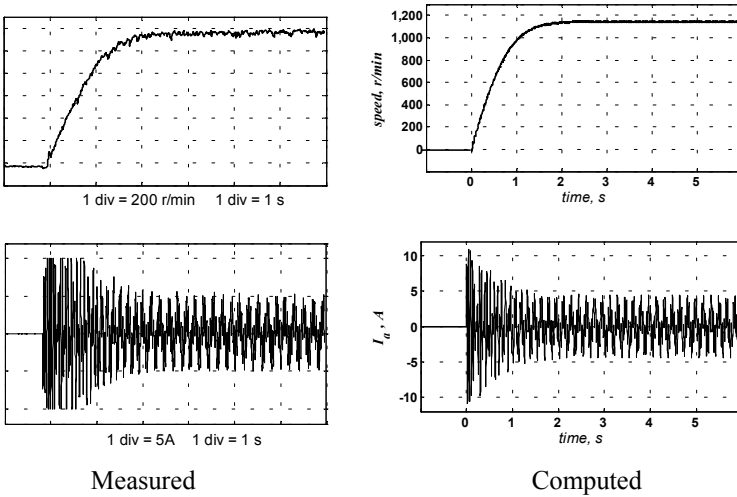 1,200
1,000
800
600
400
200
0
speed, r/min
0 1 2 3 4 5
time, s
1 div = 200 r/min 1 div = 1 s
10
5
0
-5
-10
I a , A
0 1 2 3 4 5
time, s
1 div = 5A 1 div = 1 s
Measured
Computed